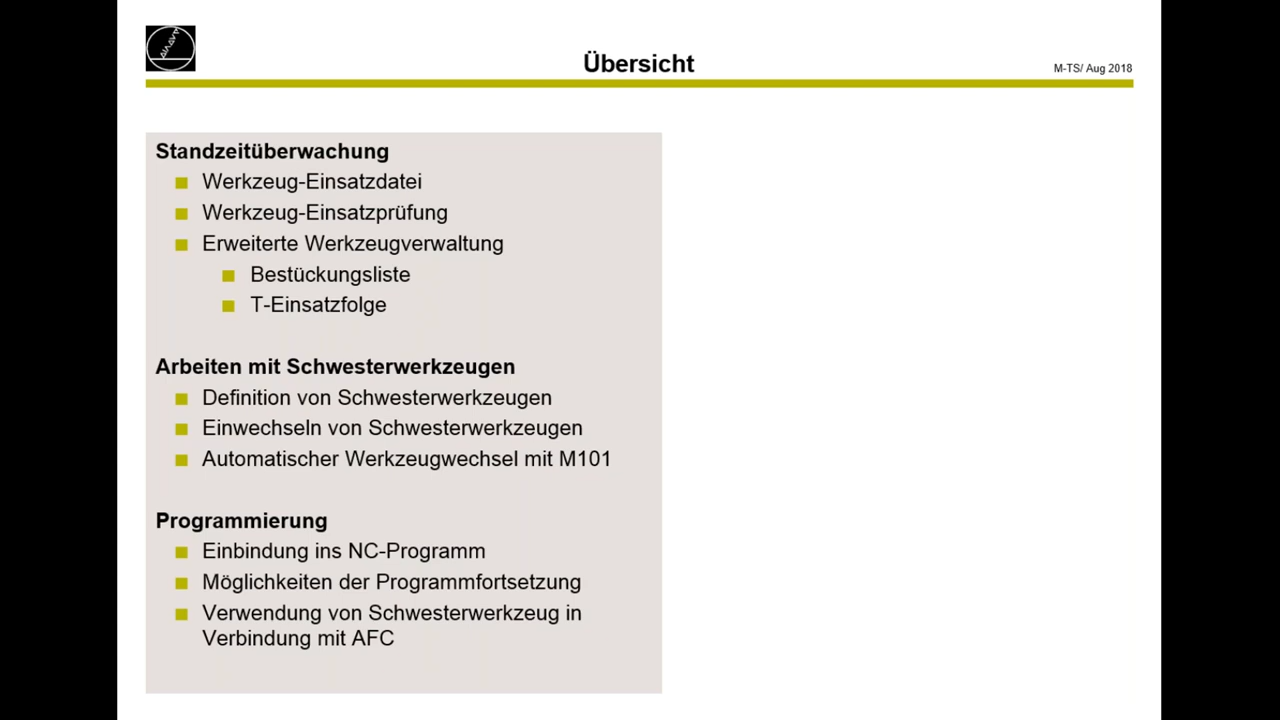 Übersicht
M-TS/ Aug 2018
Standzeitüberwachung
Werkzeug-Einsatzdatei
Werkzeug-Einsatzprüfung
Erweiterte Werkzeugverwaltung
Bestückungsliste
T-Einsatzfolge
Arbeiten mit Schwesterwerkzeugen
Definition von Schwesterwerkzeugen
Einwechseln von Schwesterwerkzeugen
Automatischer Werkzeugwechsel mit M101
Programmierung
Einbindung ins NC-Programm
Möglichkeiten der Programmfortsetzung
Verwendung von Schwesterwerkzeug in
Verbindung mit AFC